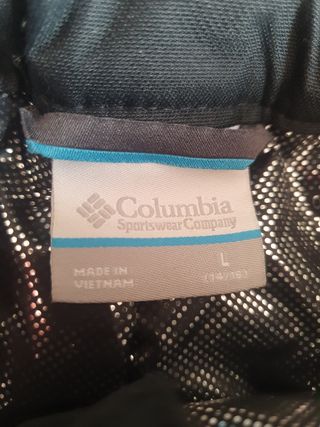 Columbia
Sportswear Company
MADE IN
VIETNAM
L
(14/16)